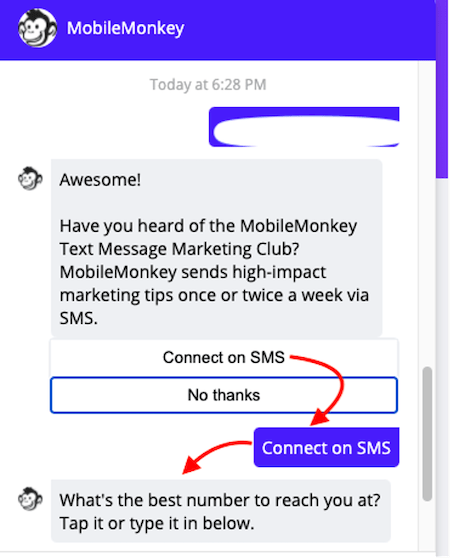 MobileMonkey
Today at 6:28 PM
Awesome!
Have you heard of the MobileMonkey
Text Message Marketing Club?
MobileMonkey sends high-impact
marketing tips once or twice a week via
SMS.
Connect on SMS
No thanks
Connect on SMS
What's the best number to reach you at?
Tap it or type it in below.